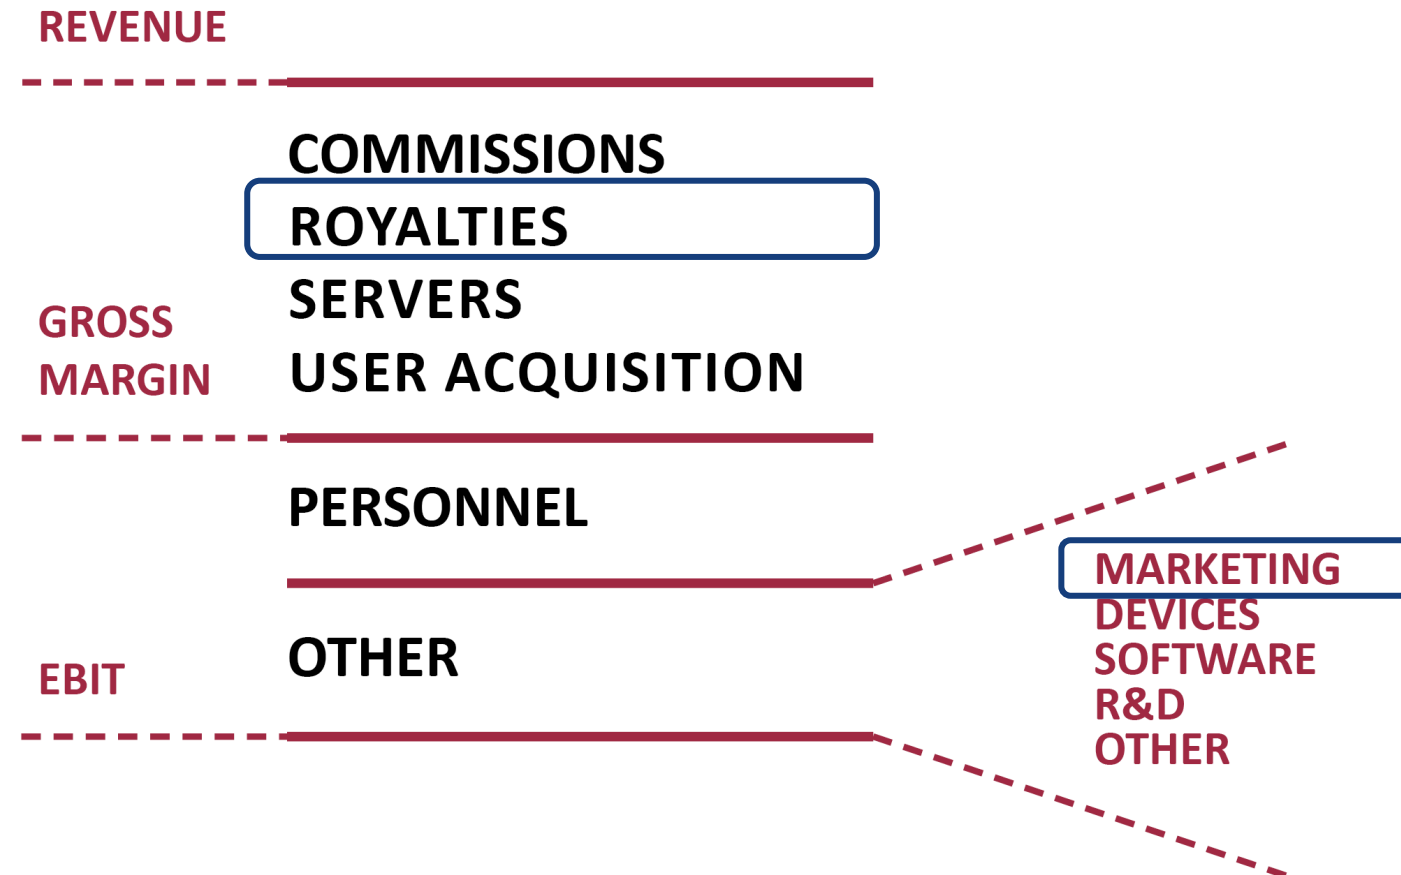 REVENUE
COMMISSIONS
ROYALTIES
SERVERS
USER ACQUISITION
GROSS
MARGIN
PERSONNEL
OTHER
EBIT
MARKETING
DEVICES
SOFTWARE
R&D
OTHER